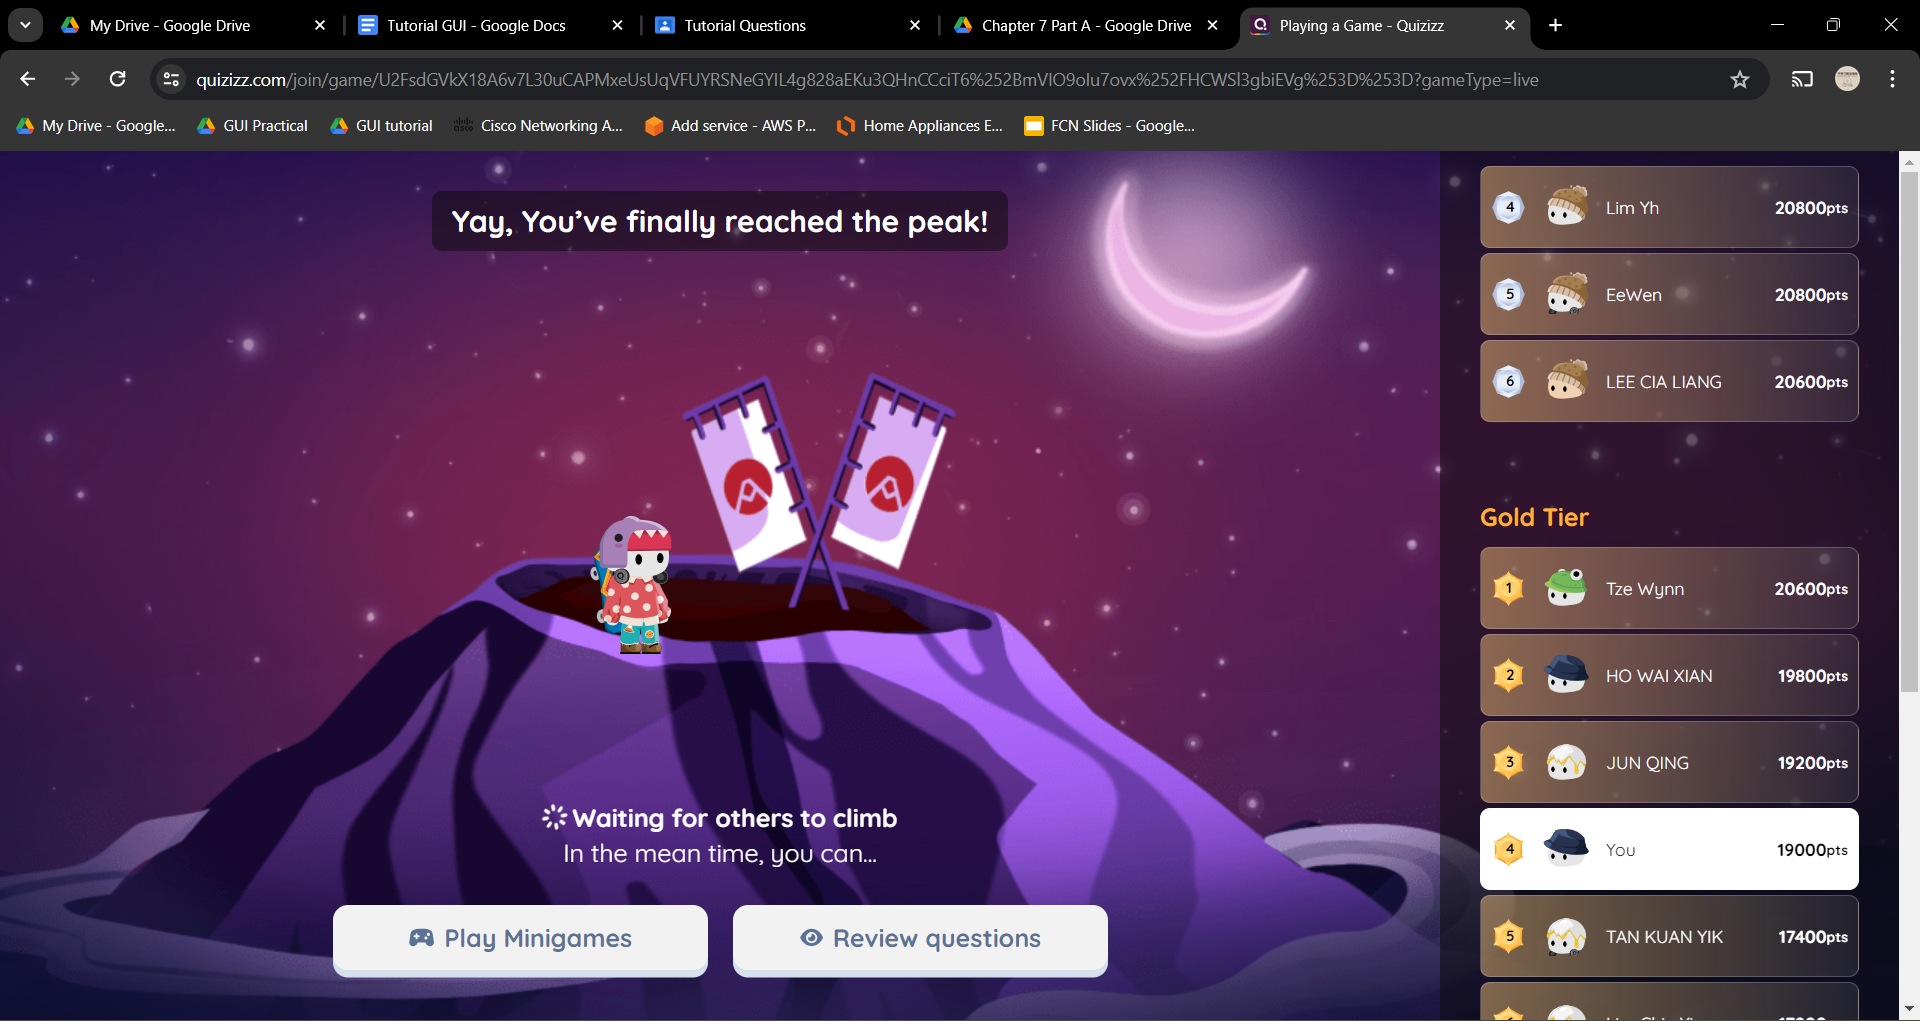 My Drive - Google Drive
Tutorial GUI - Google Docs
Tutorial Questions
Chapter 7 Part A - Google Drive
Playing a Game - Quizizz
quizizz.com/join/game/U2FsdGVkX18A6v7L30uCAPMxeUsUqVFUYRSNeGYIL4g828aEKu3QHnCCciT6%252BmVIO9olu7ovx%252FHCWSl3gbiEVg%253D%253D?gameType=live
My Drive - Google...
GUI Practical
GUI tutorial
Cisco Networking A...
Add service - AWS P...
Home Appliances E...
FCN Slides - Google...
Yay, You’ve finally reached the peak!
Waiting for others to climb
In the mean time, you can...
Play Minigames
Review questions
4 Lim Yh 20800pts
5 EeWen 20800pts
6 LEE CIA LIANG 20600pts
Gold Tier
1 Tze Wynn 20600pts
2 HO WAI XIAN 19800pts
3 JUN QING 19200pts
4 You 19000pts
5 TAN KUAN YIK 17400pts